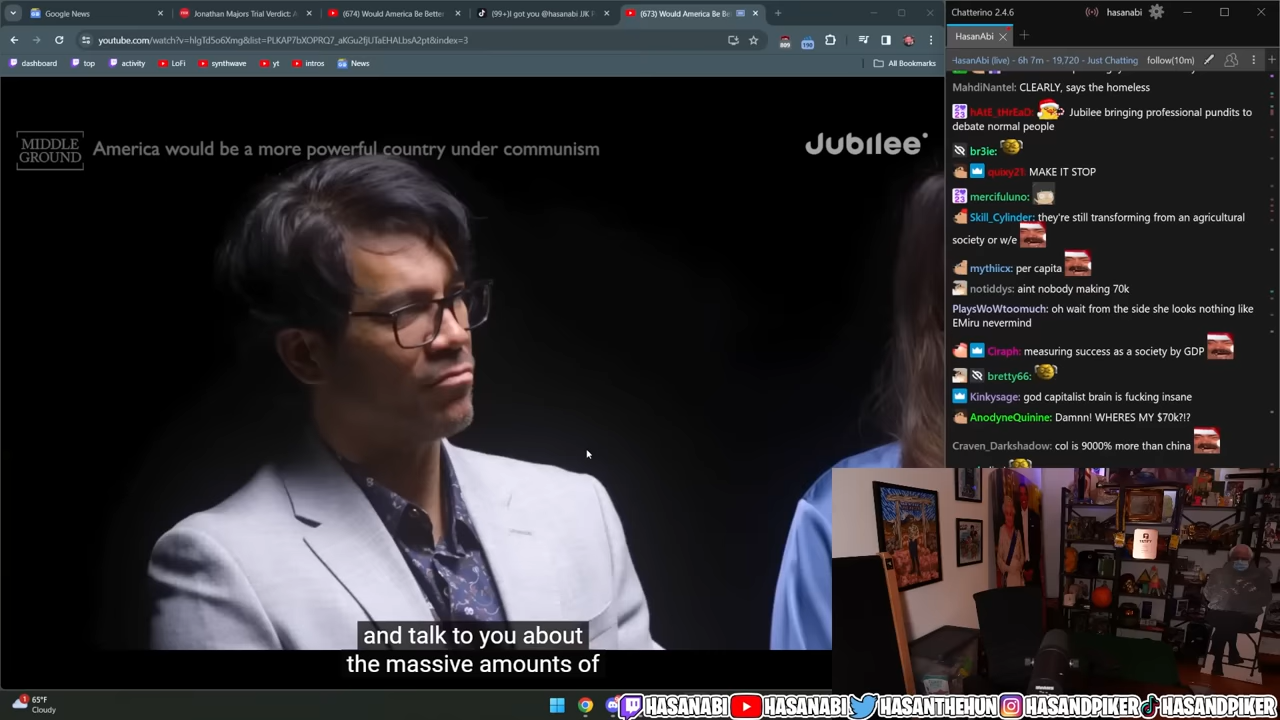 Google News
Jonathan Majors Trial Verdict: A
(674) Would America Be Better
(99+)I got you @hasanabi JJK F
(673) Would America Be Be
youtube.com/watch?v=hIgTd5o6Xmg&list=PLKAP7bXOPRQ7_aKGu2fjUTaEHALbsA2pt&index=3
809
198
dashboard
top
activity
LoFi
synthwave
yt
intros
News
All Bookmarks
MIDDLE
GROUND
America would be a more powerful country under communism
Jubilee
and talk to you about
the massive amounts of
Chatterino 2.4.6
hasanabi
HasanAbi
HasanAbi (live) - 6h 7m - 19.720 - Just Chatting
follow(10m)
MahdiNantel: CLEARLY, says the homeless
hAtE_tHrEaD: Jubilee bringing professional pundits to
debate normal people
br3ie:
quixy21: MAKE IT STOP
mercifuluno:
Skill_Cylinder: they're still transforming from an agricultural
society or w/e
mythiicx: per capita
notiddys: aint nobody making 70k
PlaysWoWtoomuch: oh wait from the side she looks nothing like
EMiru nevermind
Ciraph: measuring success as a society by GDP
bretty66:
Kinkysage: god capitalist brain is fucking insane
AnodyneQuinine: Damnn! WHERES MY $70k?!?
Craven_Darkshadow: col is 9000% more than china
65°F
Cloudy
HASANABI
HASANABI
HASANTHEHUN
HASANDPIKER
HASANDPIKER